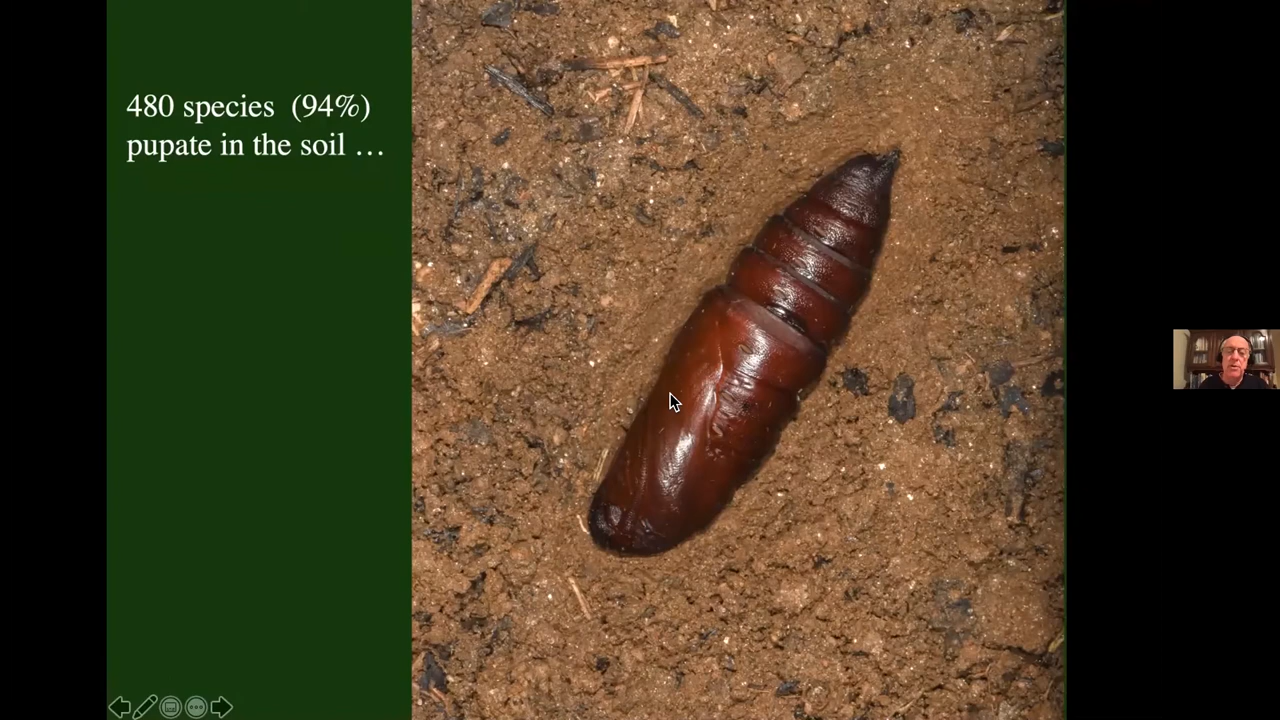 480 species (94%)
pupate in the soil …